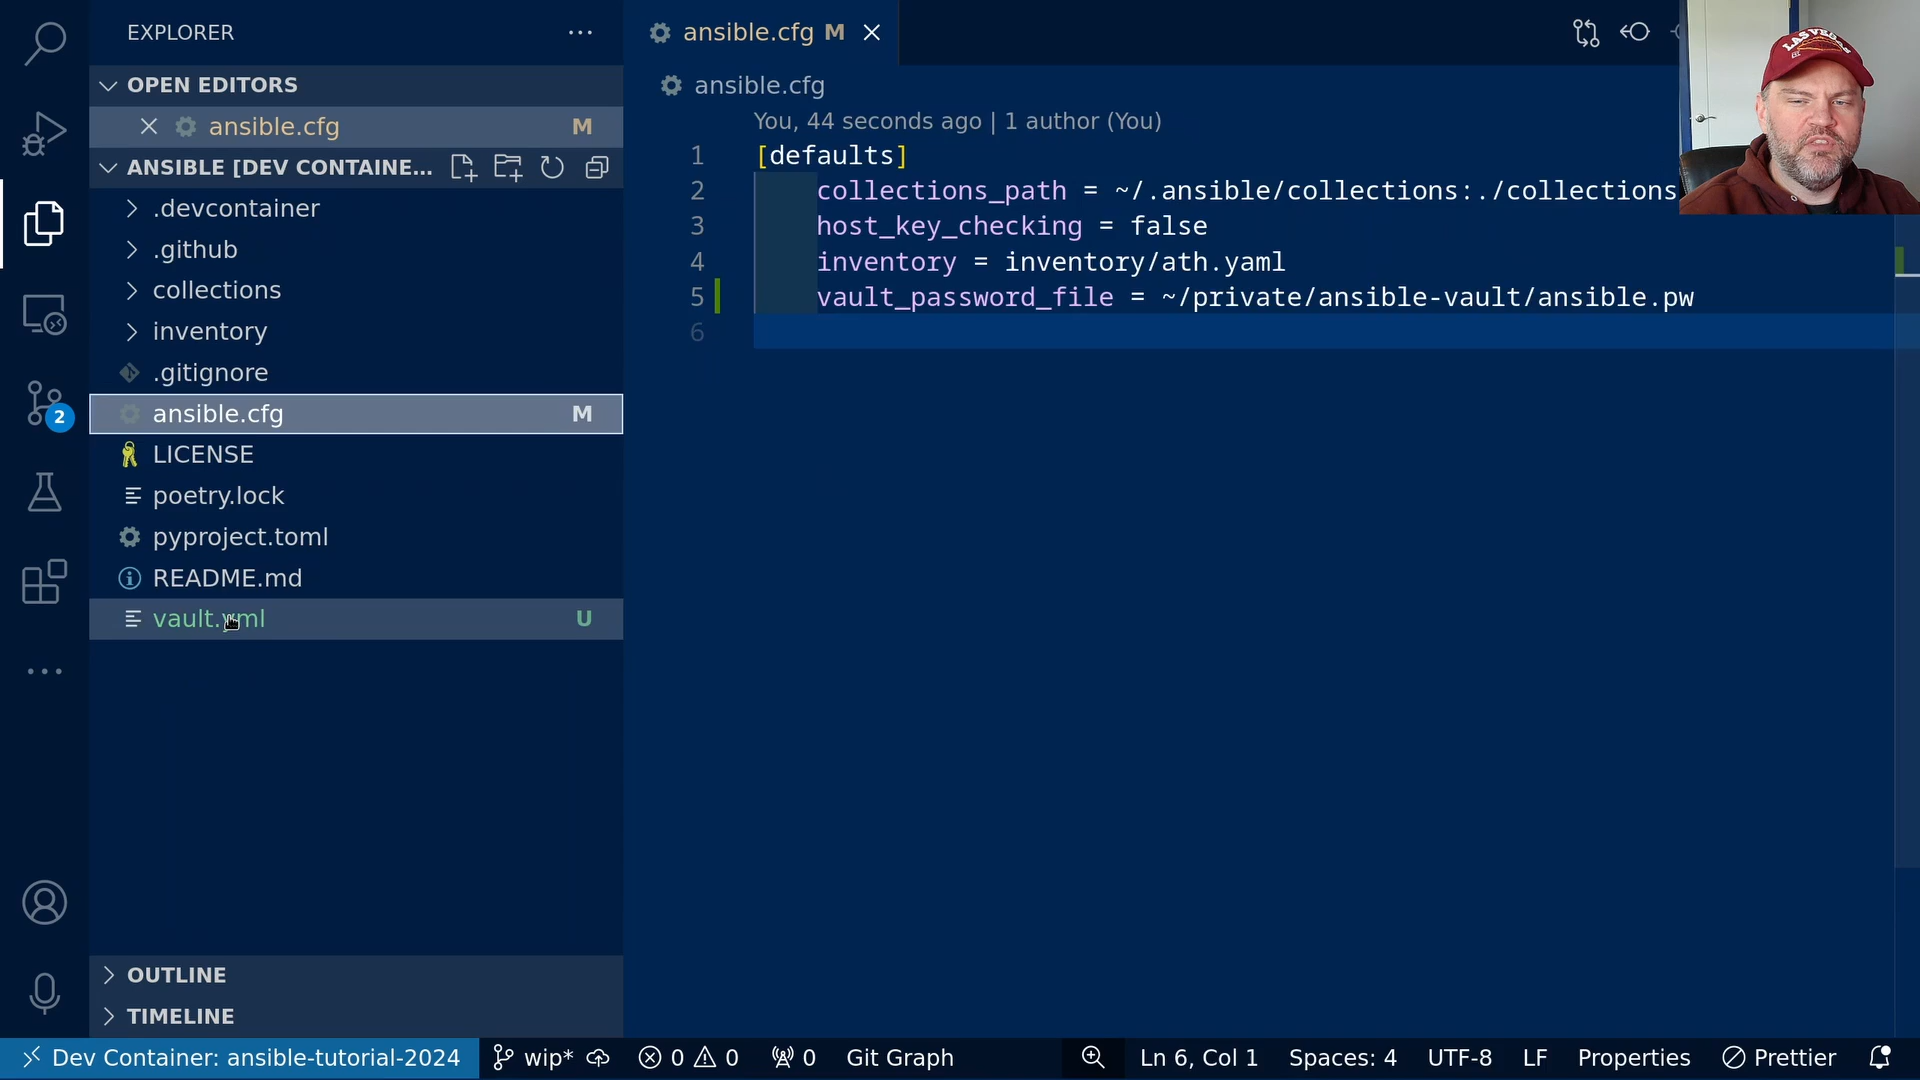 EXPLORER
OPEN EDITORS
ansible.cfg M
ANSIBLE [DEV CONTAINE...
.devcontainer
.github
collections
inventory
.gitignore
ansible.cfg M
LICENSE
poetry.lock
pyproject.toml
README.md
vault.yml U
OUTLINE
TIMELINE
ansible.cfg M
ansible.cfg
You, 44 seconds ago | 1 author (You)
1 [defaults]
2 collections_path = ~/.ansible/collections:./collections
3 host_key_checking = false
4 inventory = inventory/ath.yaml
5 vault_password_file = ~/private/ansible-vault/ansible.pw
6
LAS VEGAS
2
Dev Container: ansible-tutorial-2024 wip* 0 0 0 Git Graph Ln 6, Col 1 Spaces: 4 UTF-8 LF Properties Prettier